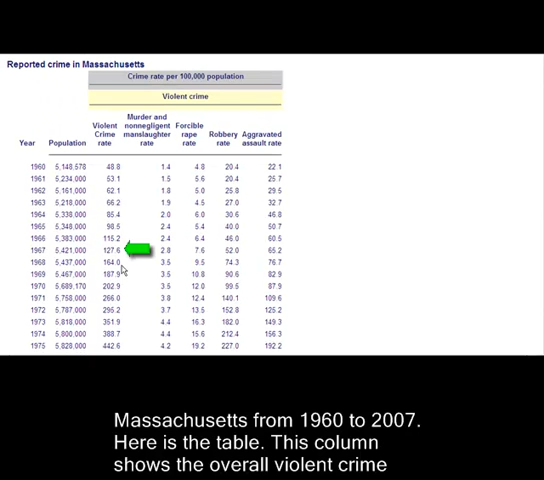 Reported crime in Massachusetts
Crime rate per 100,000 population
Violent crime
Year Population Violent Crime rate Murder and nonnegligent manslaughter rate Forcible rape rate Robbery rate Aggravated assault rate
1960 5,148,578 48.8 1.4 4.8 20.4 22.1
1961 5,234,000 53.1 1.5 5.6 20.4 25.7
1962 5,161,000 62.1 1.8 5.0 25.8 29.5
1963 5,218,000 66.2 1.9 4.5 27.0 32.7
1964 5,338,000 85.4 2.0 6.0 30.6 46.8
1965 5,348,000 98.5 2.4 5.4 40.0 50.7
1966 5,383,000 115.2 2.4 6.4 46.0 60.5
1967 5,421,000 127.6 2.8 7.6 52.0 65.2
1968 5,437,000 164.0 3.5 9.5 74.3 76.7
1969 5,467,000 187.9 3.5 10.8 90.6 82.9
1970 5,689,170 202.9 3.5 12.0 99.5 87.9
1971 5,758,000 266.0 3.8 12.4 140.1 109.6
1972 5,787,000 295.2 3.7 13.5 152.8 125.2
1973 5,818,000 351.9 4.4 16.3 182.0 149.3
1974 5,800,000 388.7 4.4 15.6 212.4 156.3
1975 5,828,000 442.6 4.2 19.2 227.0 192.2
Massachusetts from 1960 to 2007.
Here is the table. This column
shows the overall violent crime